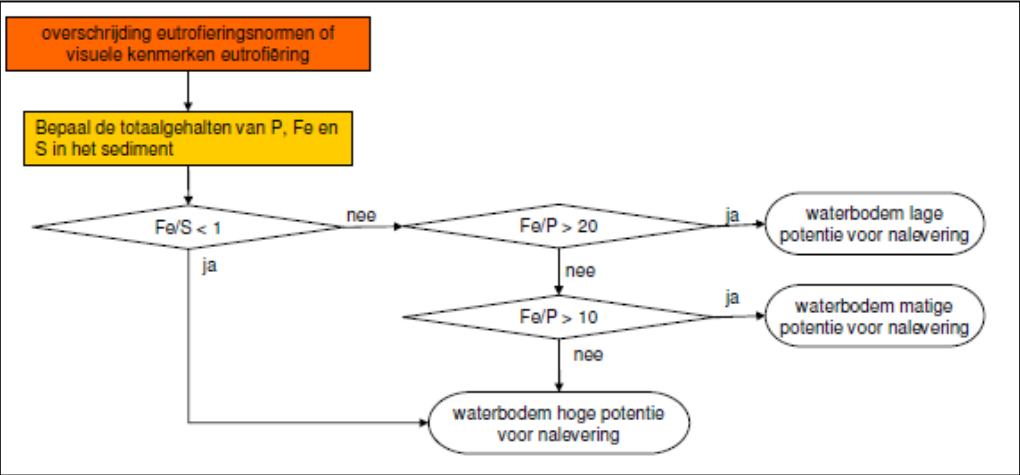 overschrijding eutrofieringsnormen of
visuele kenmerken eutrofiëring
Bepaal de totaalgehalten van P, Fe en
S in het sediment
Fe/S < 1
nee
ja
Fe/P > 20
ja
waterbodem lage
potentie voor nalevering
nee
Fe/P > 10
ja
waterbodem matige
potentie voor nalevering
nee
waterbodem hoge potentie
voor nalevering